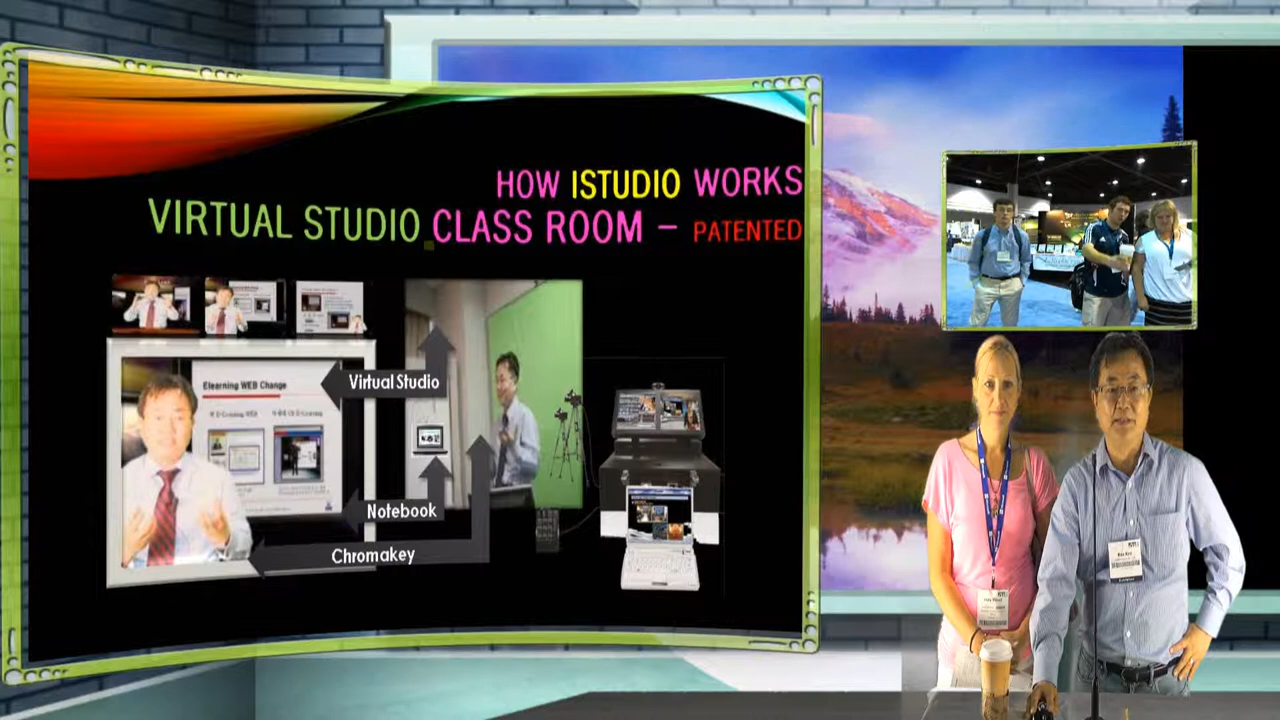 HOW ISTUDIO WORKS
VIRTUAL STUDIO CLASS ROOM – PATENTED
Elearning WEB Change
Virtual Studio
Notebook
Chromakey